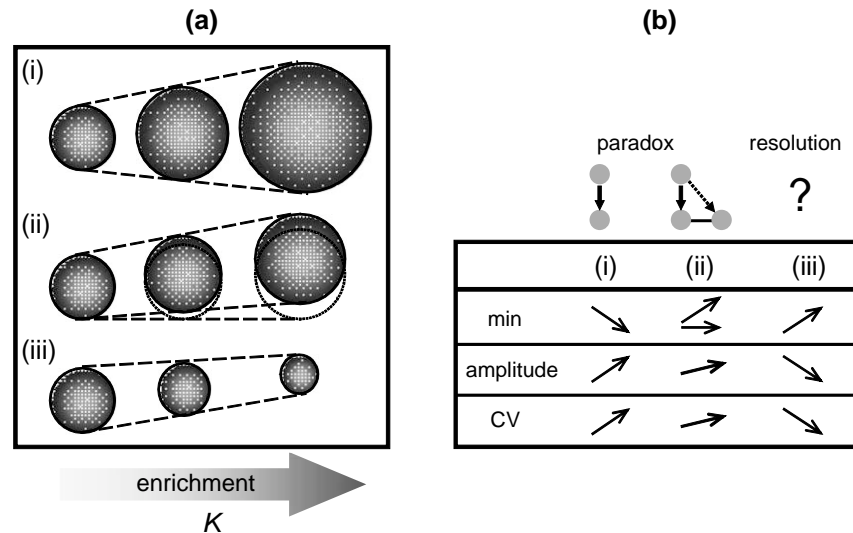 (a)
(i)
(ii)
(iii)
enrichment
K
(b)
paradox resolution
?
(i) (ii) (iii)
min
amplitude
CV